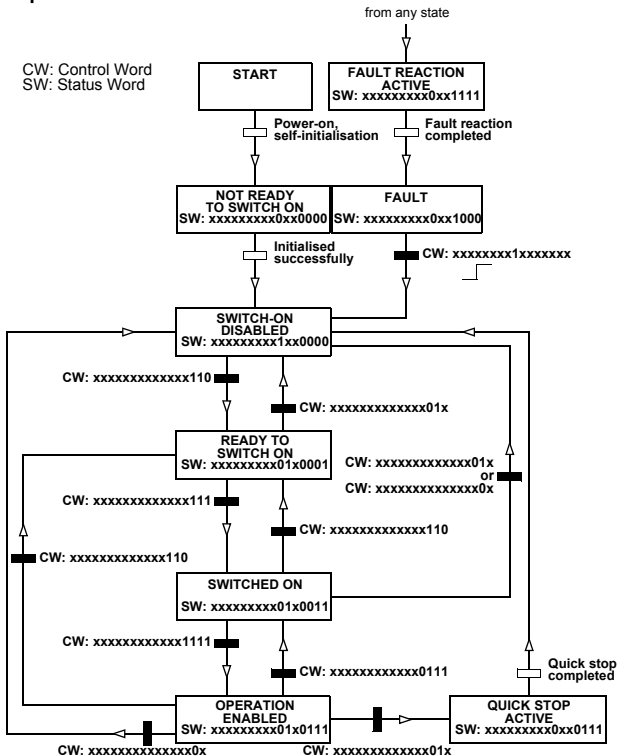 from any state
CW: Control Word
SW: Status Word
START
FAULT REACTION
ACTIVE
SW: xxxxxxxxx0xx1111
Power-on,
self-initialisation
Fault reaction
completed
NOT READY
TO SWITCH ON
SW: xxxxxxxxx0xx0000
FAULT
SW: xxxxxxxxx0xx1000
Initialised
successfully
CW: xxxxxxxx1xxxxxxx
SWITCH-ON
DISABLED
SW: xxxxxxxxx1xx0000
CW: xxxxxxxxxxxxx110
CW: xxxxxxxxxxxxx01x
READY TO
SWITCH ON
SW: xxxxxxxxx01x0001
CW: xxxxxxxxxxxxx01x
or
CW: xxxxxxxxxxxxxx0x
CW: xxxxxxxxxxxxx111
CW: xxxxxxxxxxxxx110
CW: xxxxxxxxxxxxx110
SWITCHED ON
SW: xxxxxxxxx01x0011
CW: xxxxxxxxxxxx1111
CW: xxxxxxxxxxxx0111
Quick stop
completed
OPERATION
ENABLED
SW: xxxxxxxxx01x0111
QUICK STOP
ACTIVE
SW: xxxxxxxxx0xx0111
CW: xxxxxxxxxxxxxx0x
CW: xxxxxxxxxxxxx01x